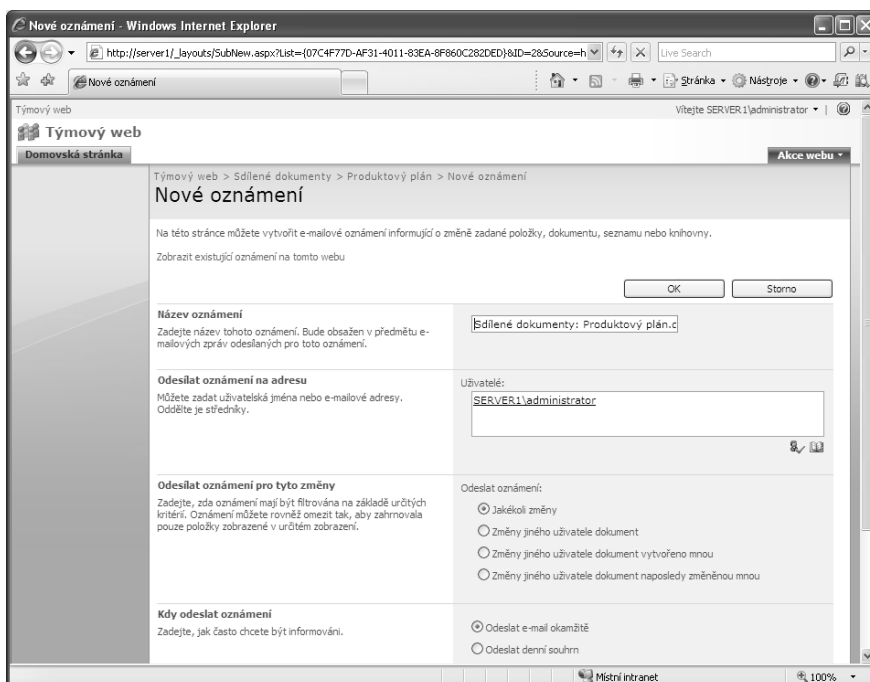 Nové oznámení - Windows Internet Explorer
http://server1/_layouts/SubNew.aspx?List={07C4F77D-AF31-4011-83EA-8F860C282DED}&ID=2&Source=h
Live Search
Nové oznámení
Stránka
Nástroje
Týmový web
Vítejte SERVER1\administrator
Týmový web
Domovská stránka
Akce webu
Týmový web > Sdílené dokumenty > Produktový plán > Nové oznámení
Nové oznámení
Na této stránce můžete vytvořit e-mailové oznámení informující o změně zadané položky, dokumentu, seznamu nebo knihovny.
Zobrazit existující oznámení na tomto webu
OK
Storno
Název oznámení
Zadejte název tohoto oznámení. Bude obsažen v předmětu e-
mailových zpráv odesílaných pro toto oznámení.
Sdílené dokumenty: Produktový plán.c
Odesílat oznámení na adresu
Můžete zadat uživatelská jména nebo e-mailové adresy.
Oddělte je středníky.
Uživatelé:
SERVER1\administrator
Odesílat oznámení pro tyto změny
Zadejte, zda oznámení mají být filtrována na základě určitých
kritérií. Oznámení můžete rovněž omezit tak, aby zahrnovala
pouze položky zobrazené v určitém zobrazení.
Odeslat oznámení:
Jakékoli změny
Změny jiného uživatele dokument
Změny jiného uživatele dokument vytvořeno mnou
Změny jiného uživatele dokument naposledy změněnou mnou
Kdy odeslat oznámení
Zadejte, jak často chcete být informováni.
Odeslat e-mail okamžitě
Odeslat denní souhrn
Místní intranet
100%